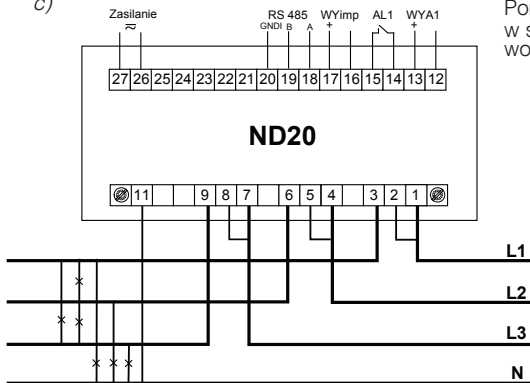 c)
Zasilanie RS 485 WYimp AL1 WYA1
GNDI B A + +
27 26 25 24 23 22 21 20 19 18 17 16 15 14 13 12
ND20
11 9 8 7 6 5 4 3 2 1
L1
L2
L3
N
w s
wo